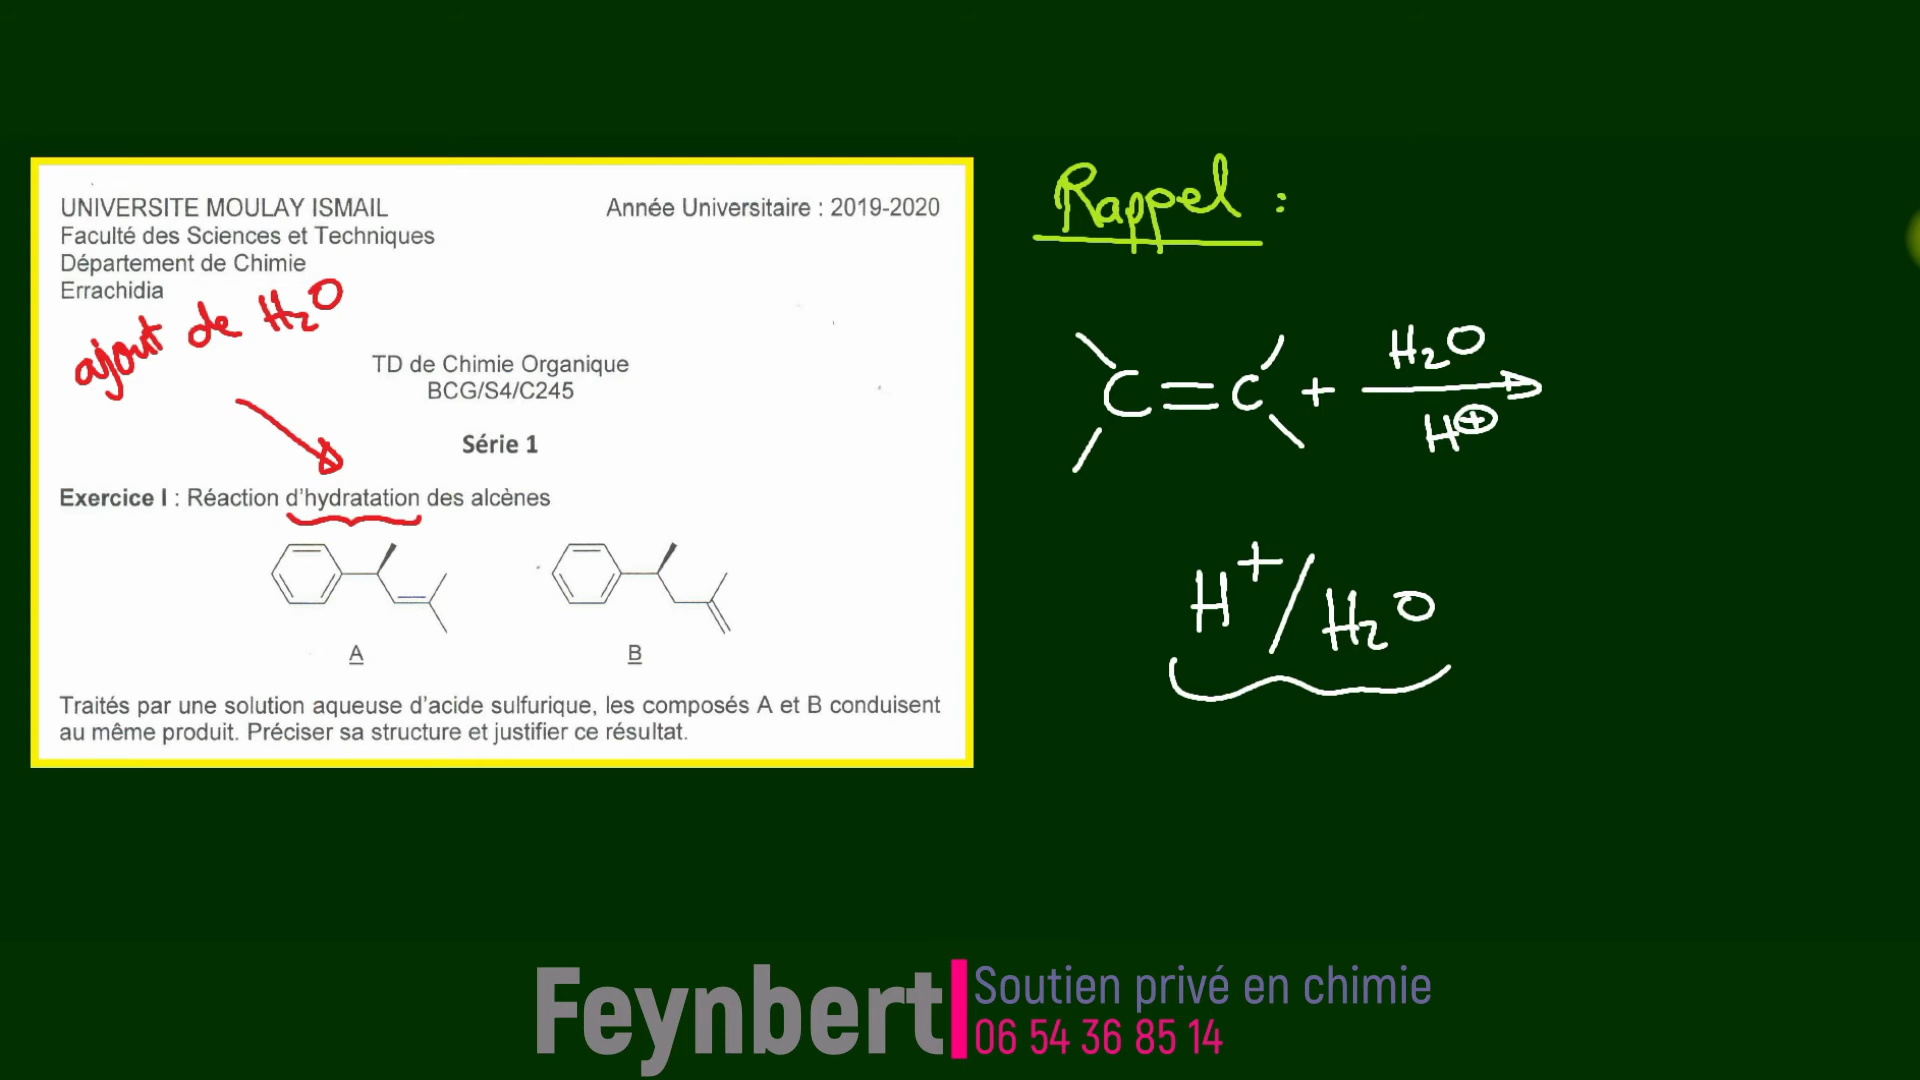 UNIVERSITE MOULAY ISMAIL
Année Universitaire : 2019-2020
Faculté des Sciences et Techniques
Département de Chimie
Errachidia
ajout de H₂O
TD de Chimie Organique
BCG/S4/C245
Série 1
Exercice I : Réaction d'hydratation des alcènes
A
B
Traités par une solution aqueuse d'acide sulfurique, les composés A et B conduisent
au même produit. Préciser sa structure et justifier ce résultat.
Rappel :
C=C + H₂O
H⊕
H⁺/H₂O
Feynbert
Soutien privé en chimie
06 54 36 85 14